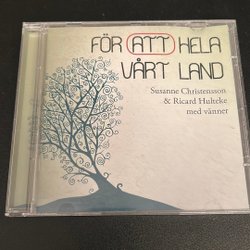 FÖR ATT HELA
VÅRT LAND
Susanne Christensson
& Ricard Hulteke
med vänner